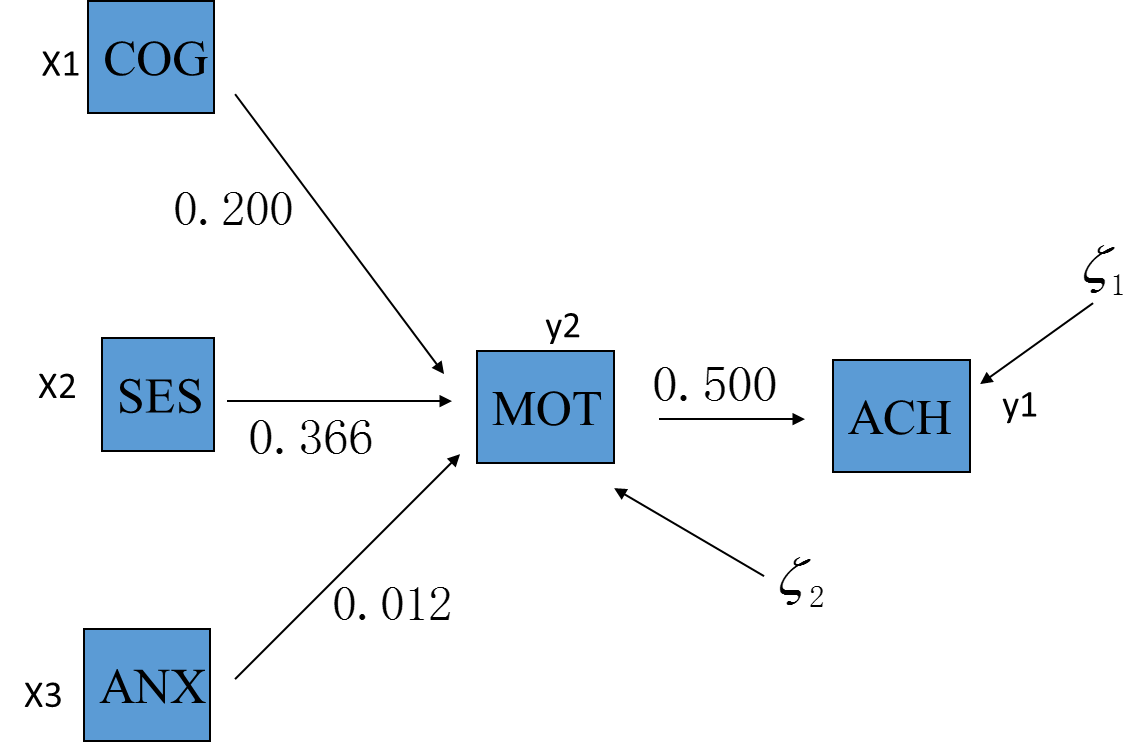 X1
COG
0.200
ζ1
y2
X2
SES
MOT
0.500
ACH
y1
0.366
ζ2
0.012
X3
ANX